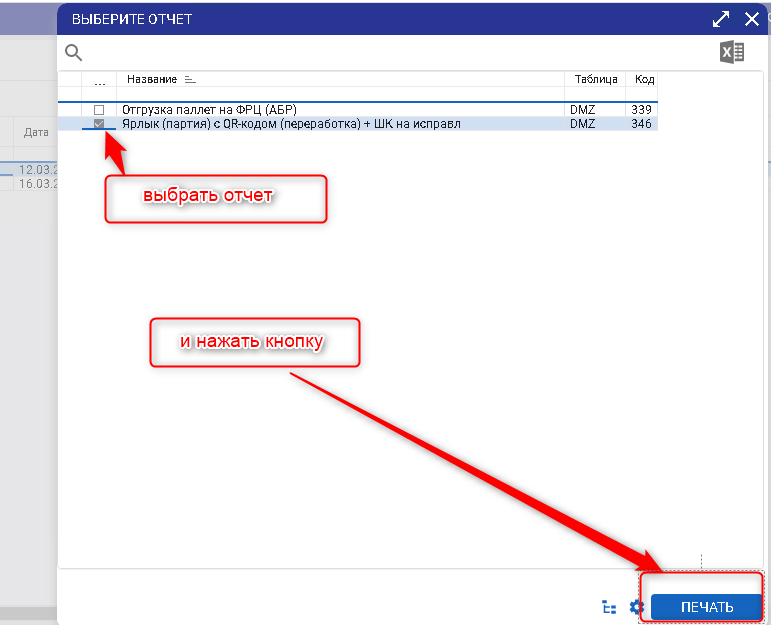 ВЫБЕРИТЕ ОТЧЕТ
... Название Таблица Код
Отгрузка паллет на ФРЦ (АБР) DMZ 339
Ярлык (партия) с QR-кодом (переработка) + ШК на исправл DMZ 346
Дата
12.03.2
16.03.2
выбрать отчет
и нажать кнопку
ПЕЧАТЬ